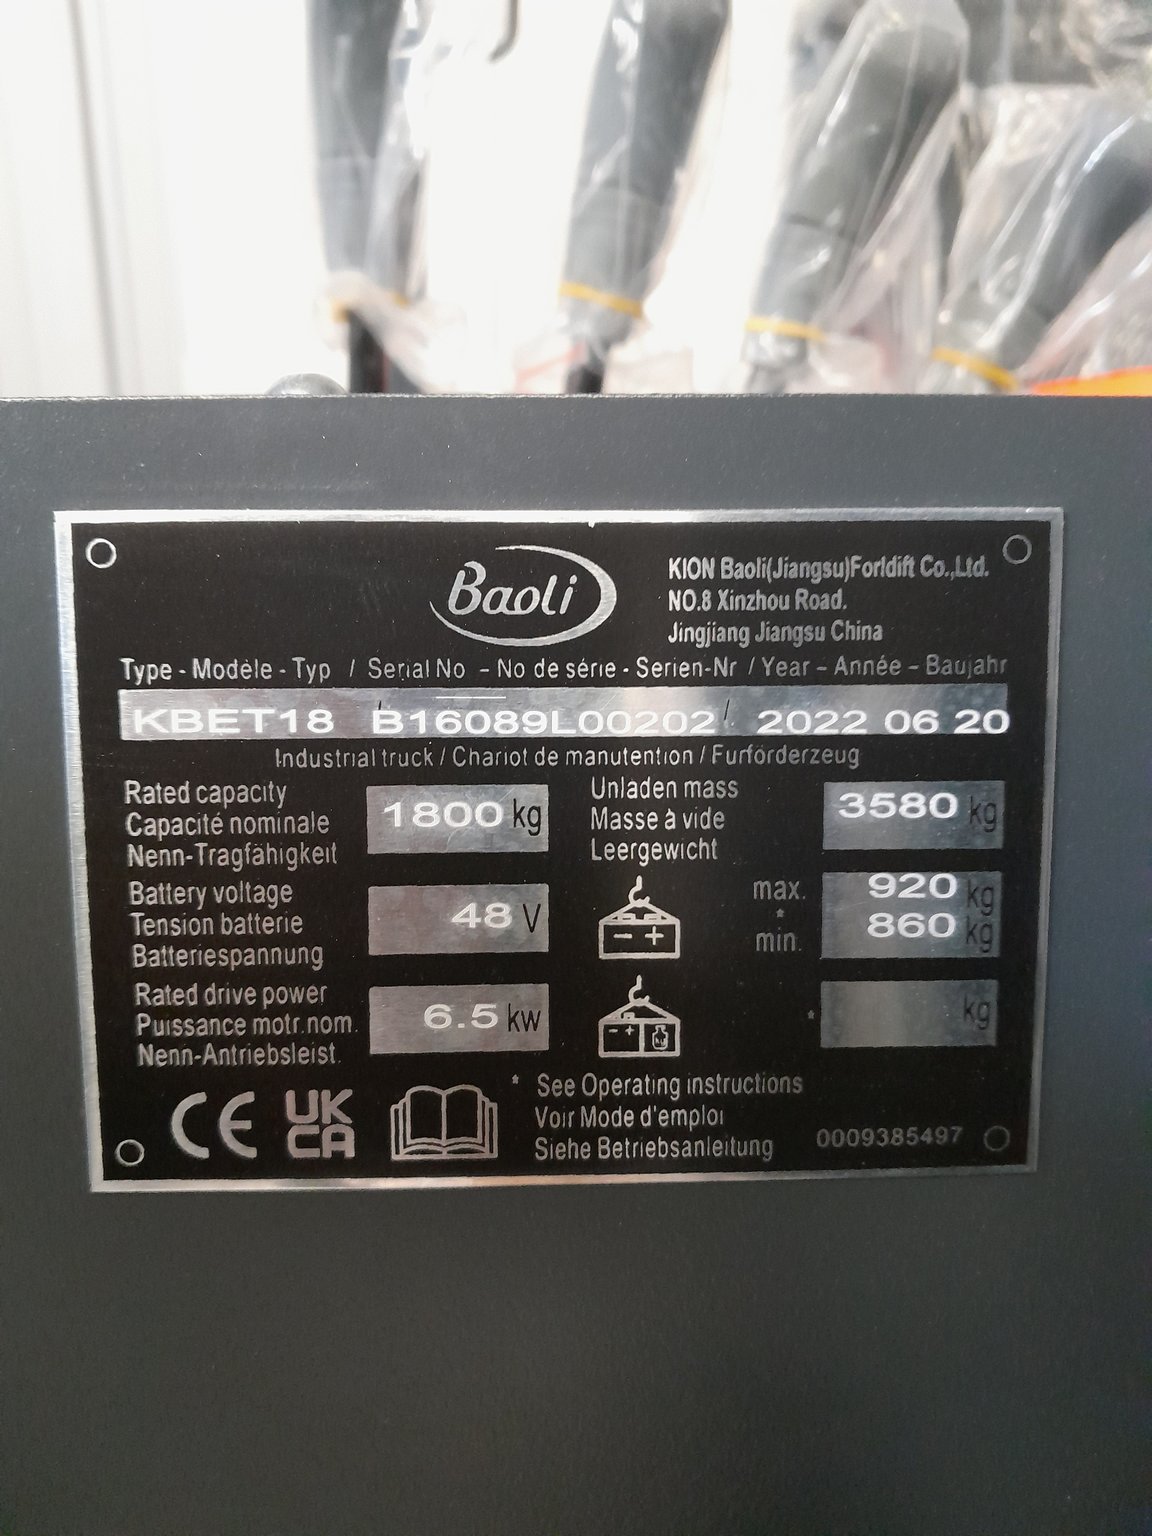 Baoli
KION Baoli(Jiangsu)Forldift Co.,Ltd.
NO.8 Xinzhou Road.
Jingjiang Jiangsu China
Type - Modèle - Typ / Serial No - No de série - Serien-Nr / Year - Année - Baujahr
KBET18 / B16089L00202 / 2022 06 20
Industrial truck / Chariot de manutention / Furförderzeug
Rated capacity
Capacité nominale
Nenn-Tragfähigkeit
1800 kg
Unladen mass
Masse à vide
Leergewicht
3580 kg
Battery voltage
Tension batterie
Batteriespannung
48 V
- +
max. 920 kg
*
min. 860 kg
Rated drive power
Puissance motr.nom.
Nenn-Antriebsleist.
6.5 kw
- + kg
* kg
CE UK
CA
* See Operating instructions
Voir Mode d'emploi
Siehe Betriebsanleitung
0009385497